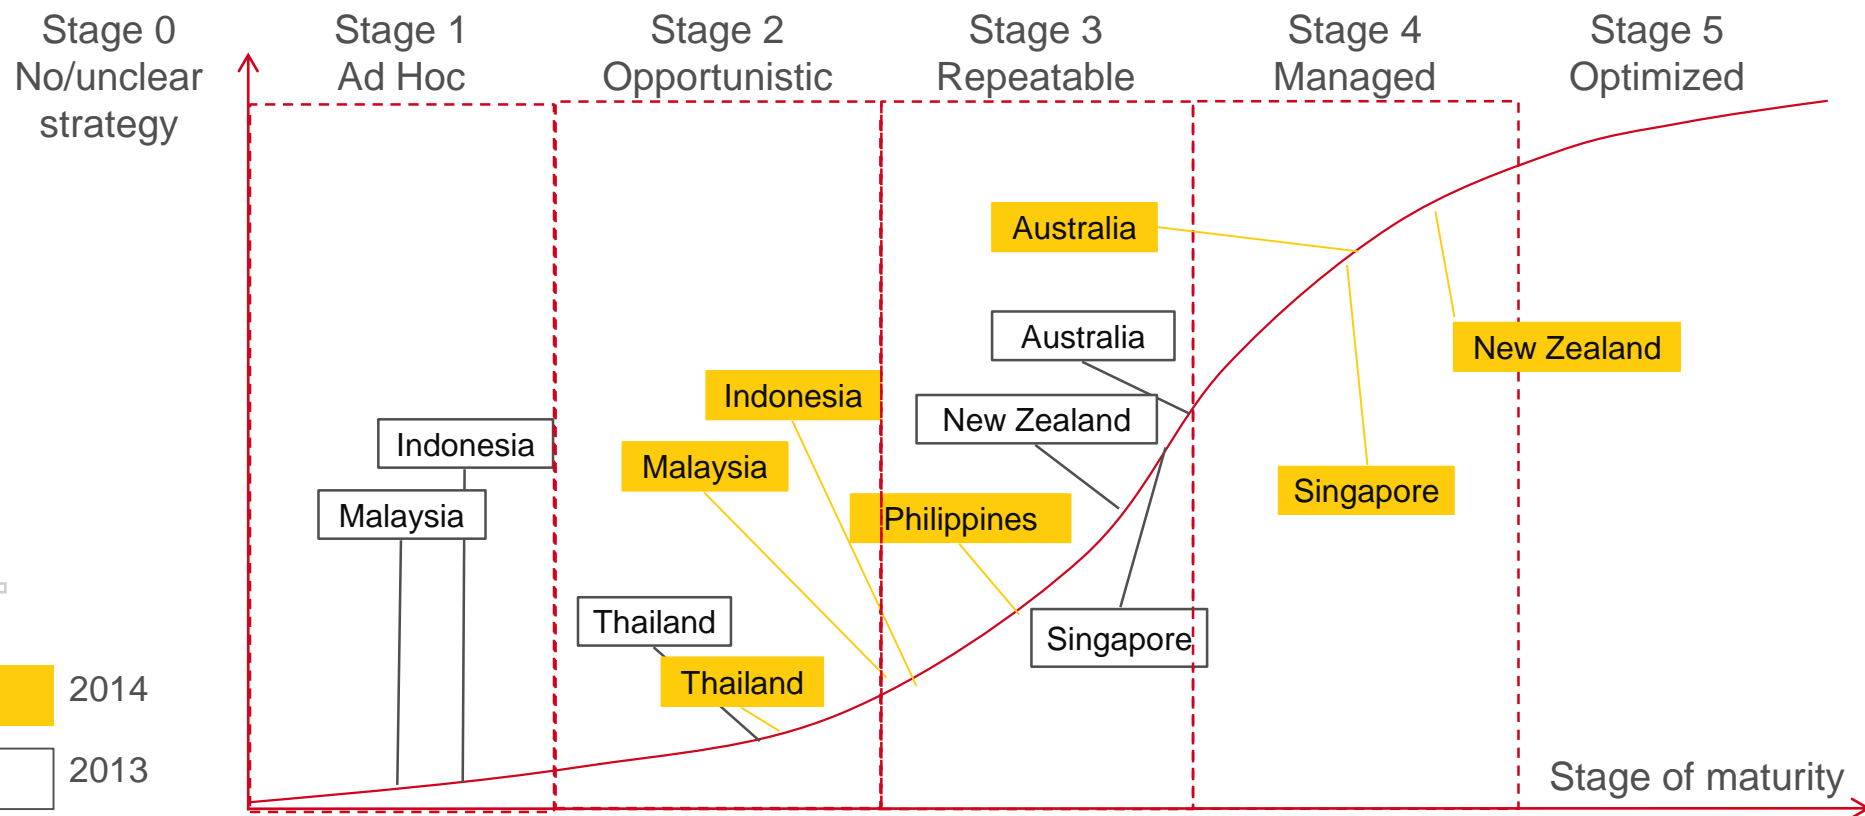 Stage 0
No/unclear
strategy
Stage 1
Ad Hoc
Stage 2
Opportunistic
Stage 3
Repeatable
Stage 4
Managed
Stage 5
Optimized
Australia
Australia
New Zealand
Indonesia
New Zealand
Indonesia
Malaysia
Singapore
Malaysia
Philippines
Thailand
Singapore
Thailand
2014
2013
Stage of maturity